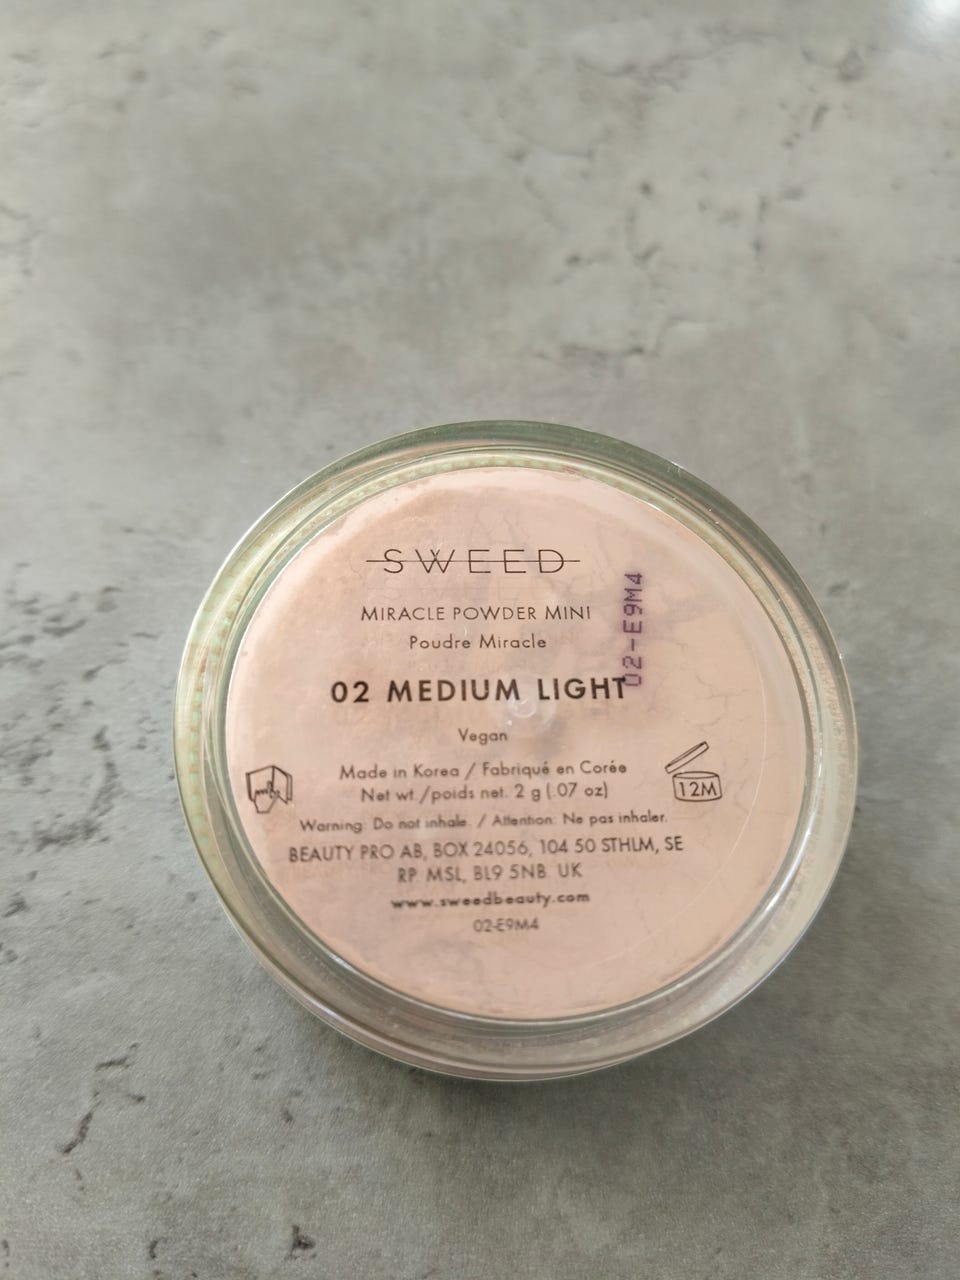 SWEED
MIRACLE POWDER MINI
Poudre Miracle
02 MEDIUM LIGHT
02-E9M4
Vegan
Made in Korea / Fabriqué en Corée
Net wt./poids net. 2 g (.07 oz)
12M
Warning: Do not inhale. / Attention: Ne pas inhaler.
BEAUTY PRO AB, BOX 24056, 104 50 STHLM, SE
RP: MSL, BL9 5NB. UK
www.sweedbeauty.com
02-E9M4